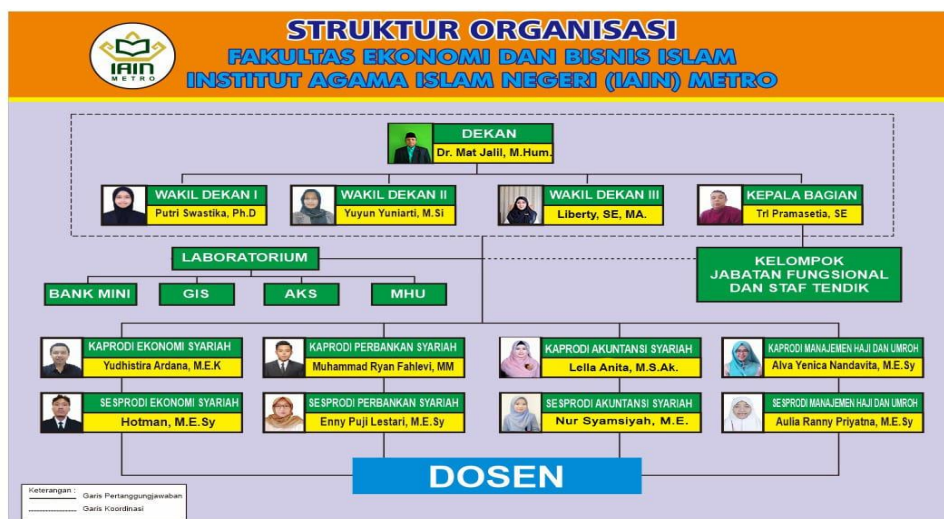 STRUKTUR ORGANISASI
FAKULTAS EKONOMI DAN BISNIS ISLAM
INSTITUT AGAMA ISLAM NEGERI (IAIN) METRO
IAIN
METRO
DEKAN
Dr. Mat Jalil, M.Hum.
WAKIL DEKAN I
Putri Swastika, Ph.D
WAKIL DEKAN II
Yuyun Yuniarti, M.Si
WAKIL DEKAN III
Liberty, SE, MA.
KEPALA BAGIAN
Tri Pramasetia, SE
LABORATORIUM
BANK MINI
GIS
AKS
MHU
KELOMPOK
JABATAN FUNGSIONAL
DAN STAF TENDIK
KAPRODI EKONOMI SYARIAH
Yudhistira Ardana, M.E.K
KAPRODI PERBANKAN SYARIAH
Muhammad Ryan Fahlevi, MM
KAPRODI AKUNTANSI SYARIAH
Lella Anita, M.S.Ak.
KAPRODI MANAJEMEN HAJI DAN UMROH
Alva Yenica Nandavita, M.E.Sy
SESPRODI EKONOMI SYARIAH
Hotman, M.E.Sy
SESPRODI PERBANKAN SYARIAH
Enny Puji Lestari, M.E.Sy
SESPRODI AKUNTANSI SYARIAH
Nur Syamsiyah, M.E.
SESPRODI MANAJEMEN HAJI DAN UMROH
Aulia Ranny Priyatna, M.E.Sy
DOSEN
Keterangan :
Garis Pertanggungjawaban
Garis Koordinasi